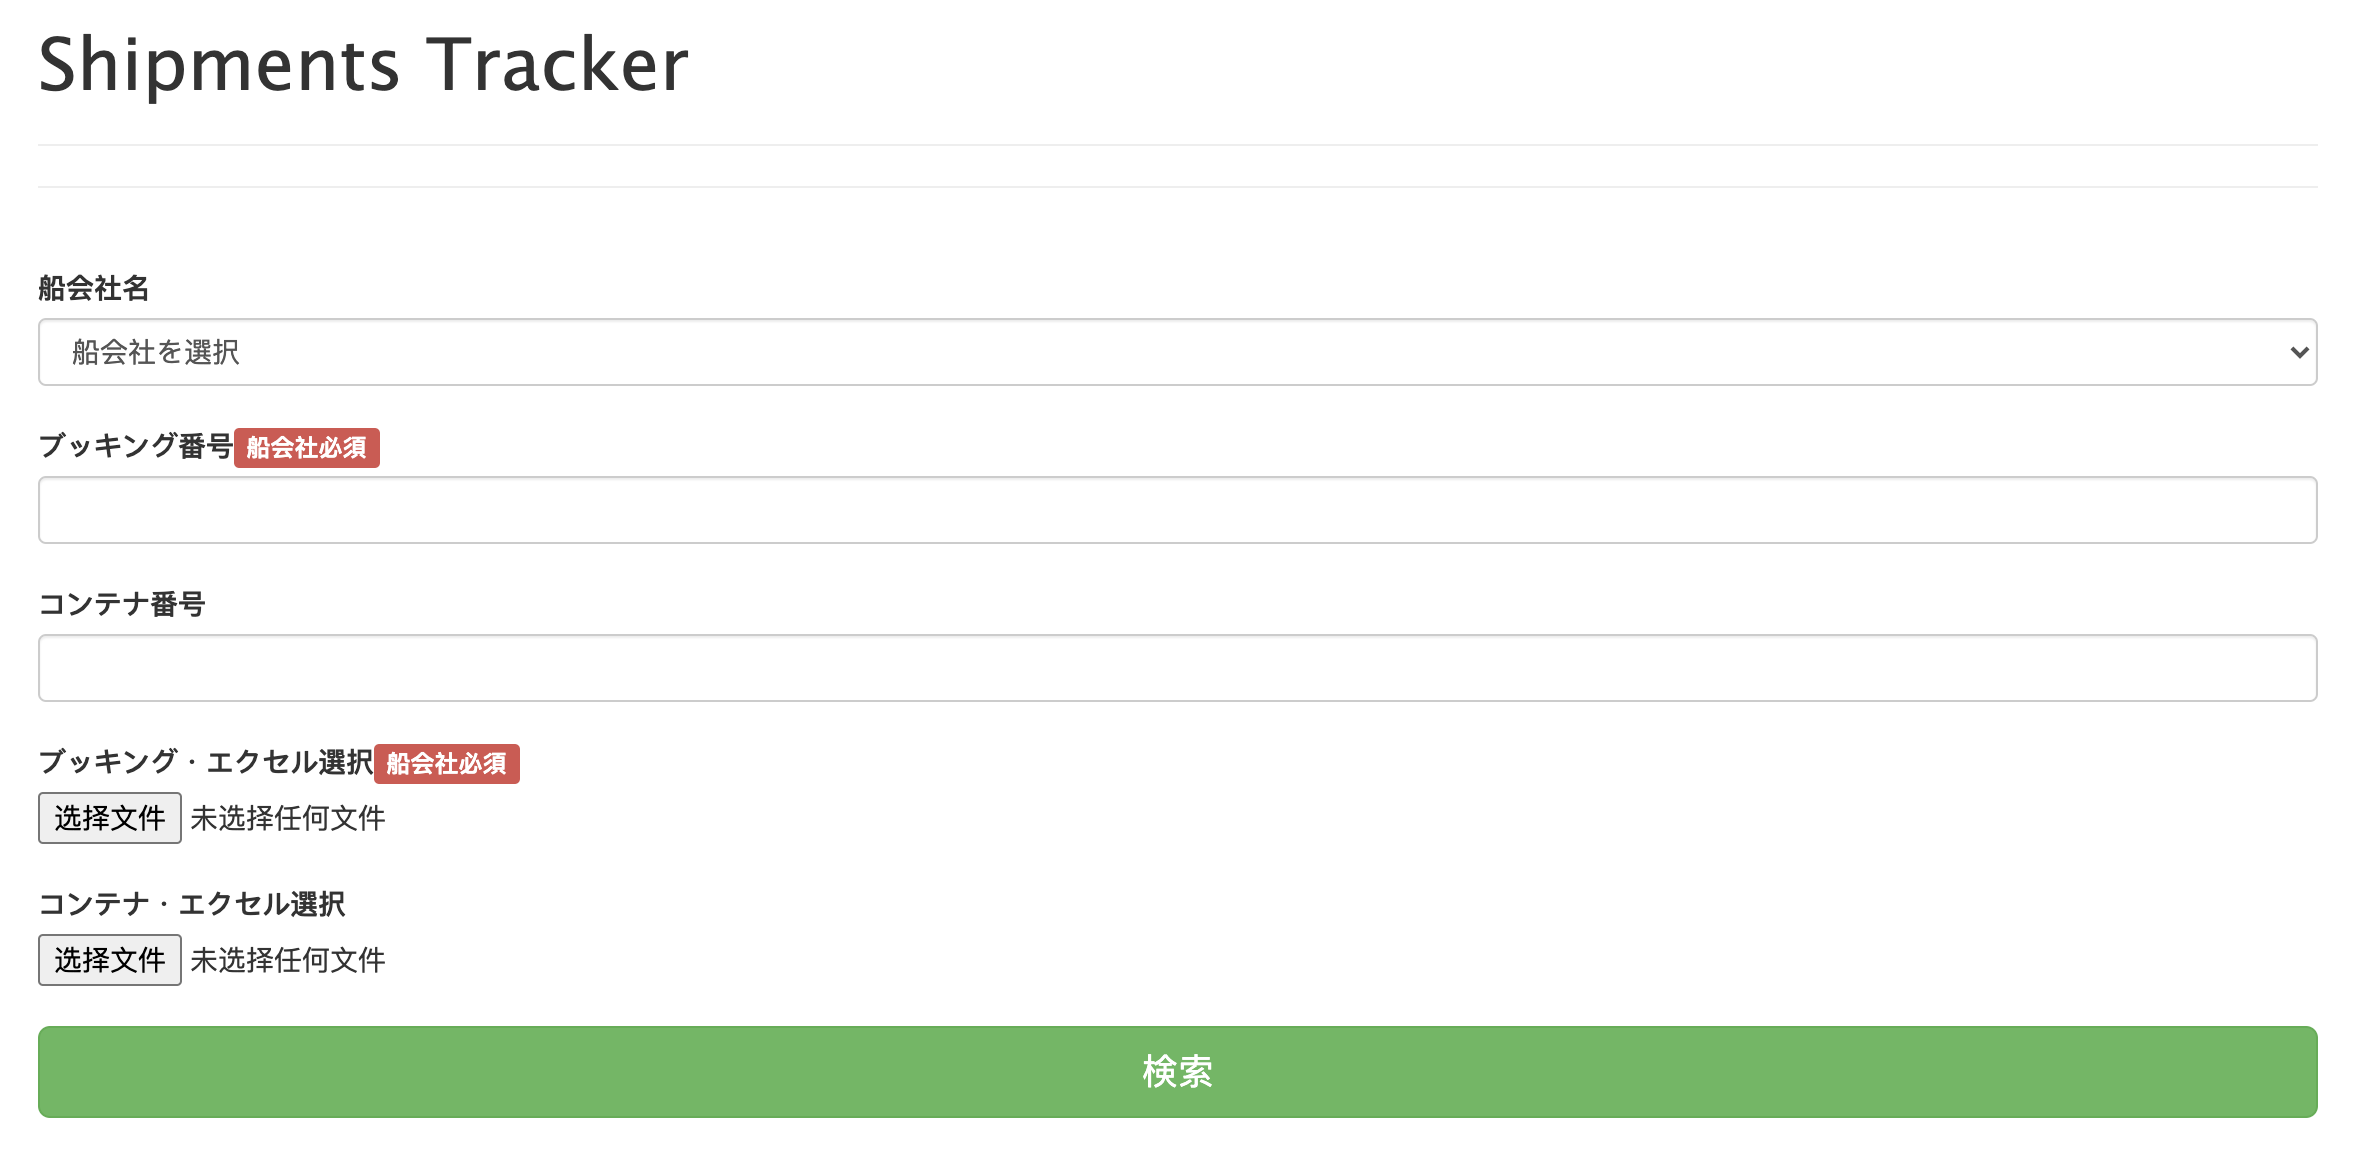 Shipments Tracker
船会社名
船会社を選択
ブッキング番号 船会社必須
コンテナ番号
ブッキング・エクセル選択 船会社必須
选择文件 未选择任何文件
コンテナ・エクセル選択
选择文件 未选择任何文件
検索